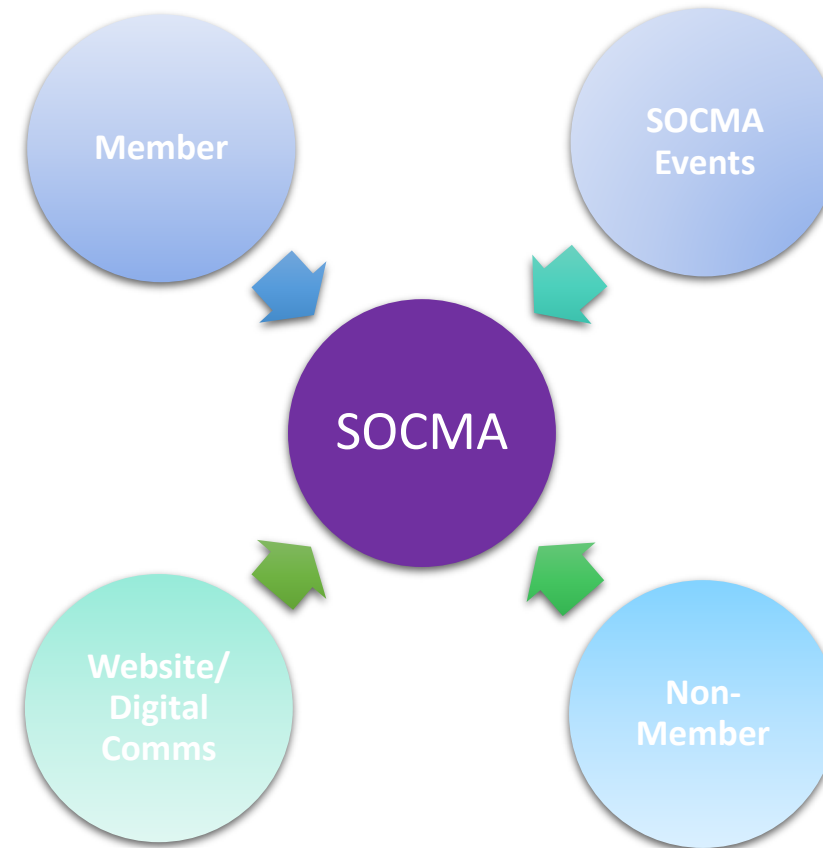 Member
SOCMA
Events
SOCMA
Website/
Digital
Comms
Non-
Member